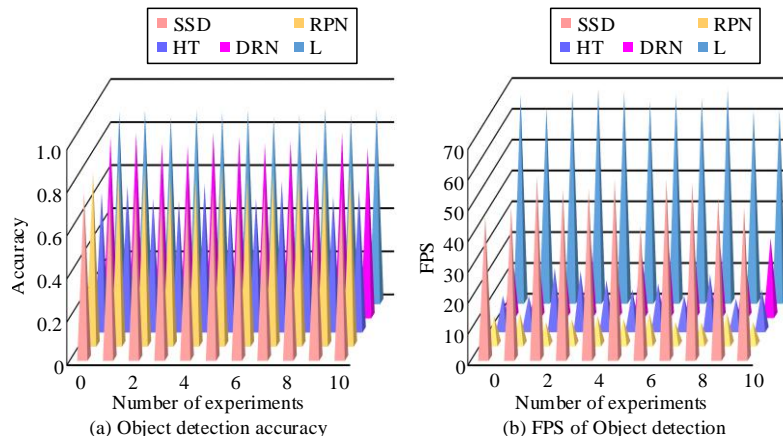 SSD RPN
HT DRN L
1.0
0.8
0.6
0.4
0.2
0
Accuracy
0 2 4 6 8 10
Number of experiments
(a) Object detection accuracy
SSD RPN
HT DRN L
70
60
50
40
30
20
10
0
FPS
0 2 4 6 8 10
Number of experiments
(b) FPS of Object detection